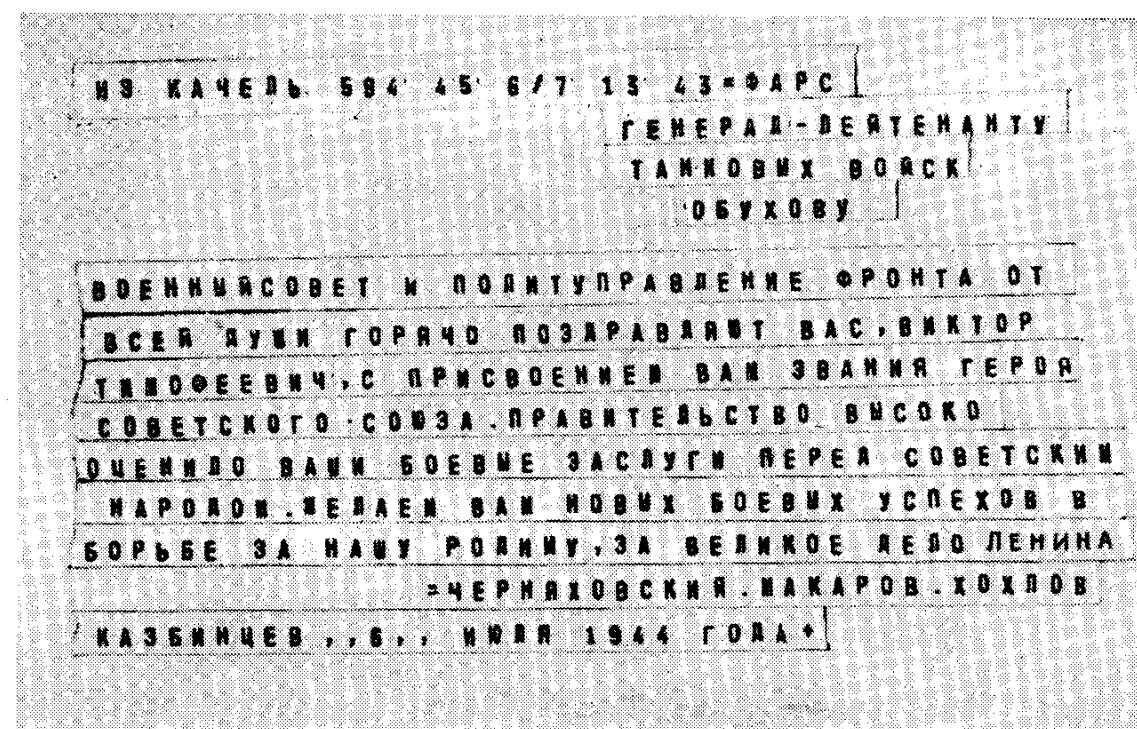 ИЗ КАЧЕЛЬ 594 45 6/7 13 43=ФАРС
ГЕНЕРАЛ-ЛЕЙТЕНАНТУ
ТАНКОВЫХ ВОЙСК
ОБУХОВУ
ВОЕННЫЙСОВЕТ И ПОЛИТУПРАВЛЕНИЕ ФРОНТА ОТ
ВСЕЙ ДУШИ ГОРЯЧО ПОЗДРАВЛЯЮТ ВАС,ВИКТОР
ТИМОФЕЕВИЧ,С ПРИСВОЕНИЕМ ВАМ ЗВАНИЯ ГЕРОЯ
СОВЕТСКОГО СОЮЗА.ПРАВИТЕЛЬСТВО ВЫСОКО
ОЦЕНИЛО ВАШИ БОЕВЫЕ ЗАСЛУГИ ПЕРЕД СОВЕТСКИМ
НАРОДОМ.ЖЕЛАЕМ ВАМ НОВЫХ БОЕВЫХ УСПЕХОВ В
БОРЬБЕ ЗА НАШУ РОДИНУ,ЗА ВЕЛИКОЕ ДЕЛО ЛЕНИНА
=ЧЕРНЯХОВСКИЙ.МАКАРОВ.ХОХЛОВ
КАЗБИНЦЕВ ,,6,, ИЮЛЯ 1944 ГОДА+